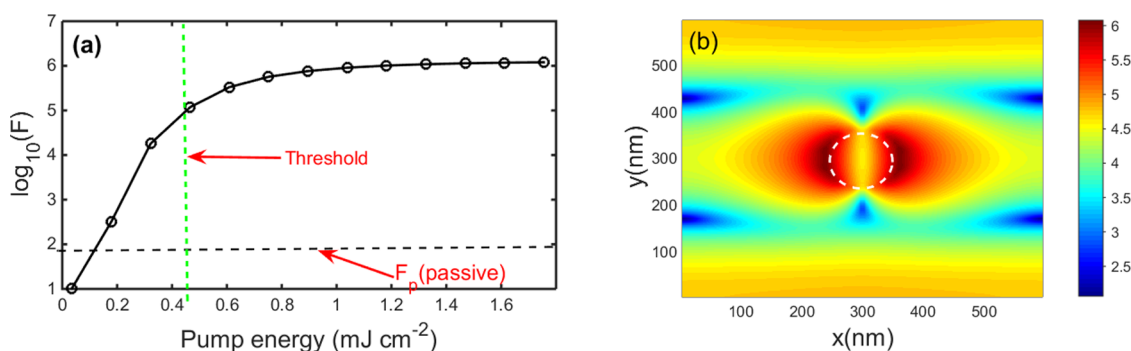 (a)
7
6
5
4
3
2
1
log10(F)
Threshold
Fp(passive)
0 0.2 0.4 0.6 0.8 1 1.2 1.4 1.6
Pump energy (mJ cm-2)
(b)
500
400
300
200
100
y(nm)
100 200 300 400 500
x(nm)
6
5.5
5
4.5
4
3.5
3
2.5